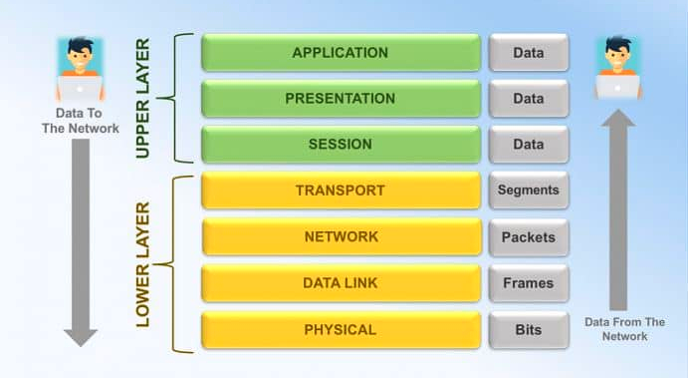 Data To
The Network
UPPER LAYER
APPLICATION Data
PRESENTATION Data
SESSION Data
LOWER LAYER
TRANSPORT Segments
NETWORK Packets
DATA LINK Frames
PHYSICAL Bits
Data From The
Network